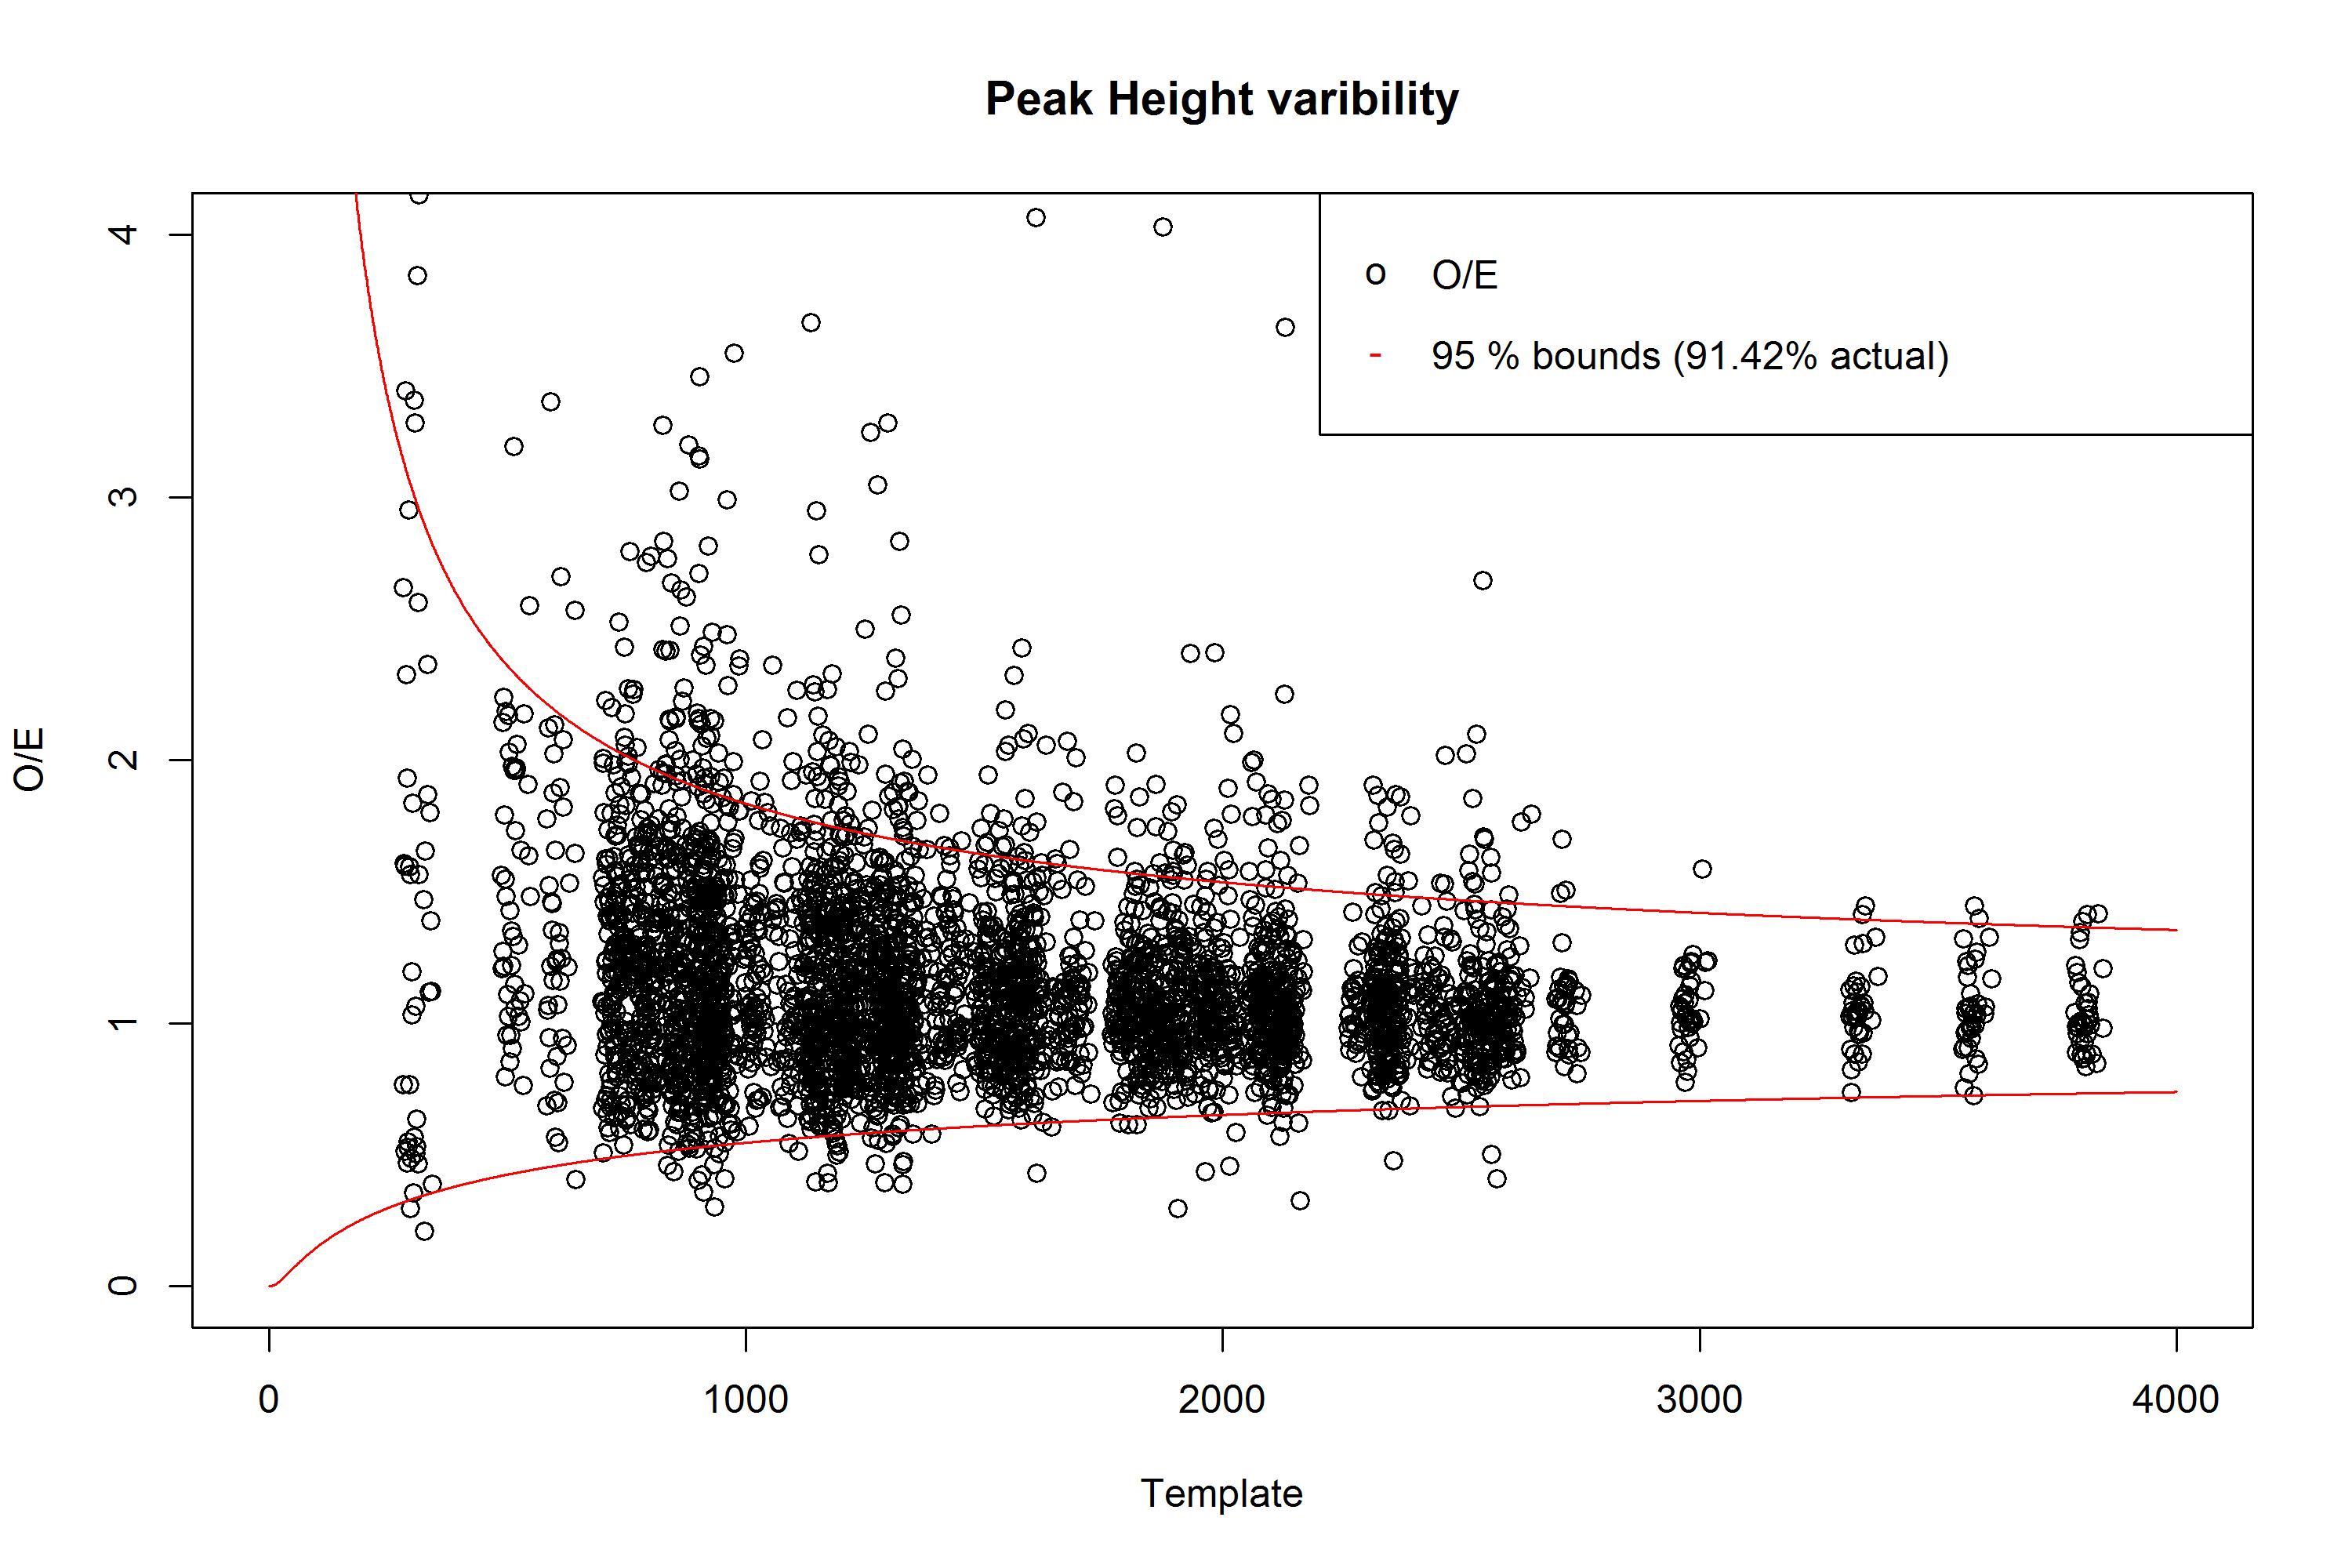 Peak Height varibility
O/E
95 % bounds (91.42% actual)
4
3
2
1
0
O/E
0 1000 2000 3000 4000
Template